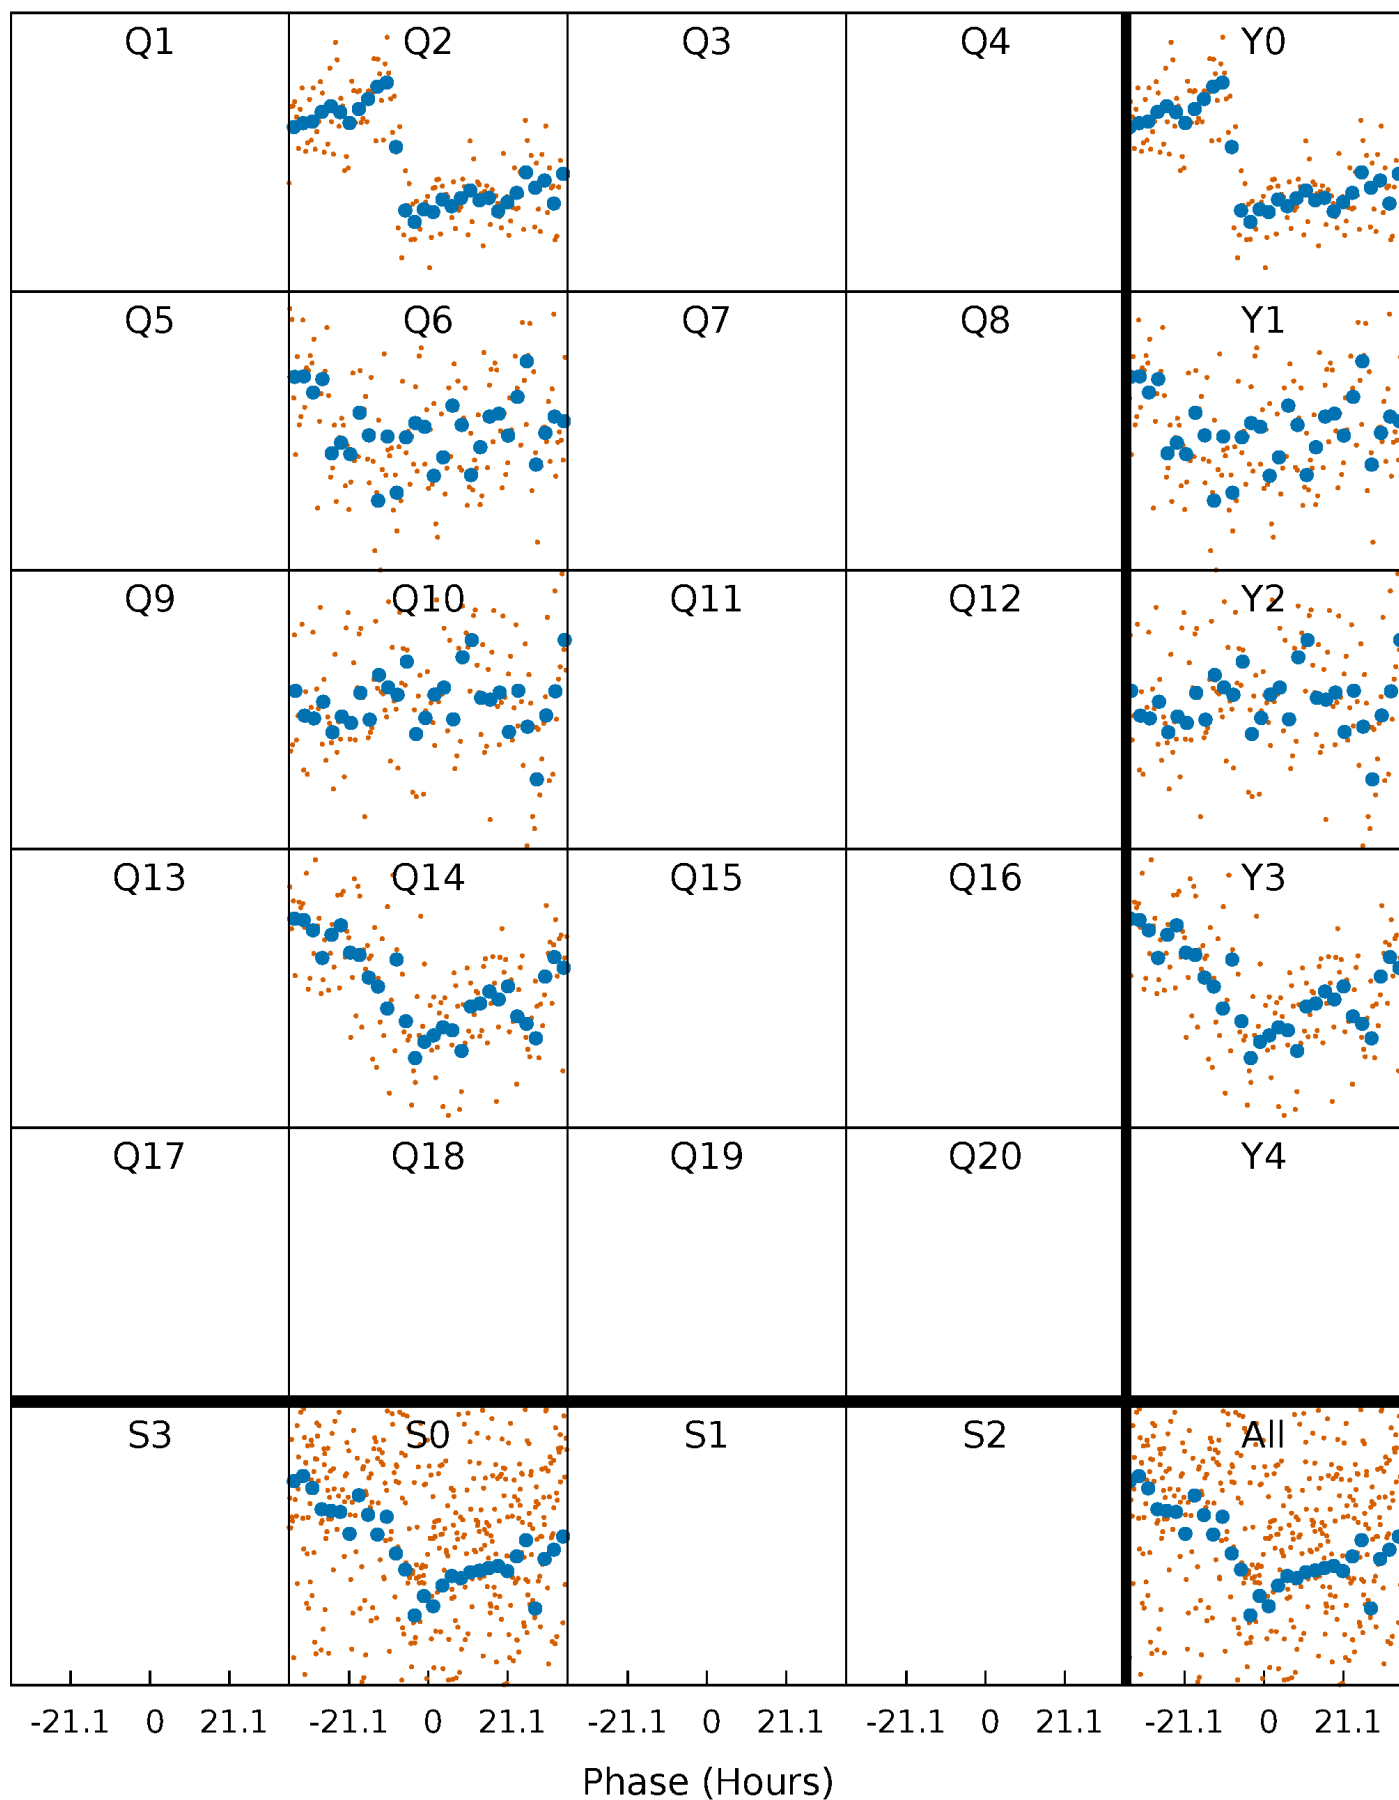 Q1 Q2 Q3 Q4 Y0
Q5 Q6 Q7 Q8 Y1
Q9 Q10 Q11 Q12 Y2
Q13 Q14 Q15 Q16 Y3
Q17 Q18 Q19 Q20 Y4
S3 S0 S1 S2 All
-21.1 0 21.1 -21.1 0 21.1 -21.1 0 21.1 -21.1 0 21.1 -21.1 0 21.1
Phase (Hours)